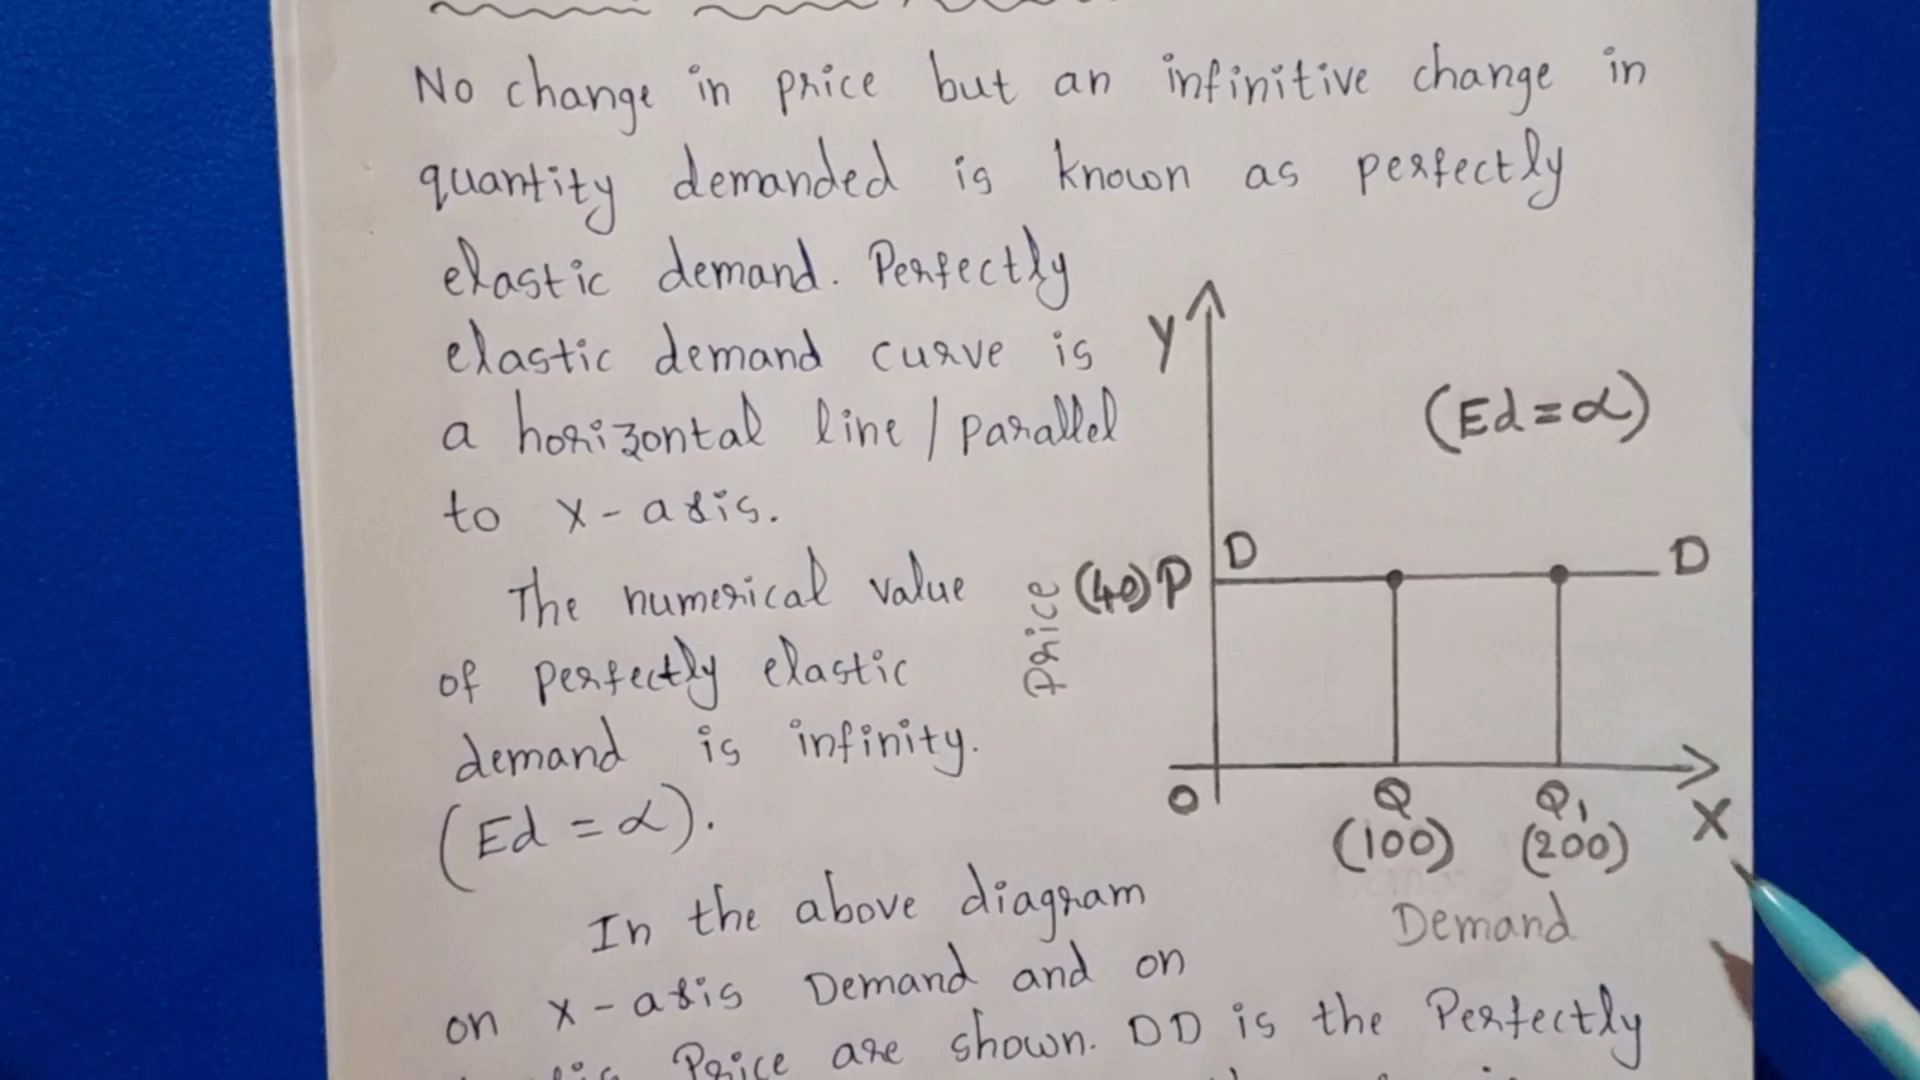 No change in price but an infinitive change in
quantity demanded is known as perfectly
elastic demand. Perfectly
elastic demand curve is
a horizontal line / parallel
to x-axis.
The numerical value
of perfectly elastic
demand is infinity.
(Ed = α).
In the above diagram
on x-axis Demand and on
Price are shown. DD is the Perfectly
Y
(Ed = α)
D
D
Price
(40) P
O
Q
Q₁
X
(100)
(200)
Demand